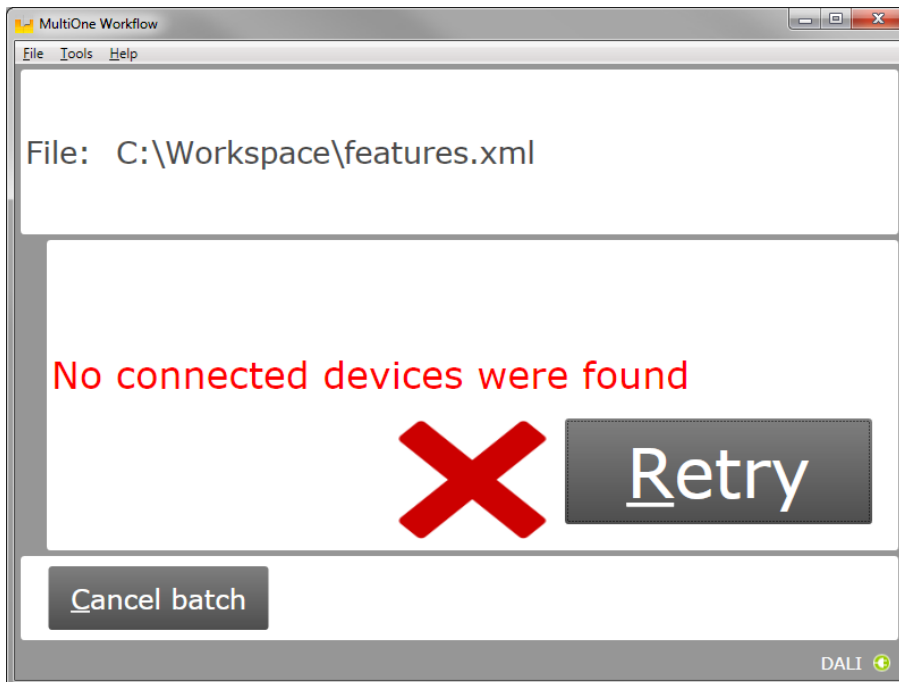 MultiOne Workflow
File Tools Help
File: C:\Workspace\features.xml
No connected devices were found
Retry
Cancel batch
DALI